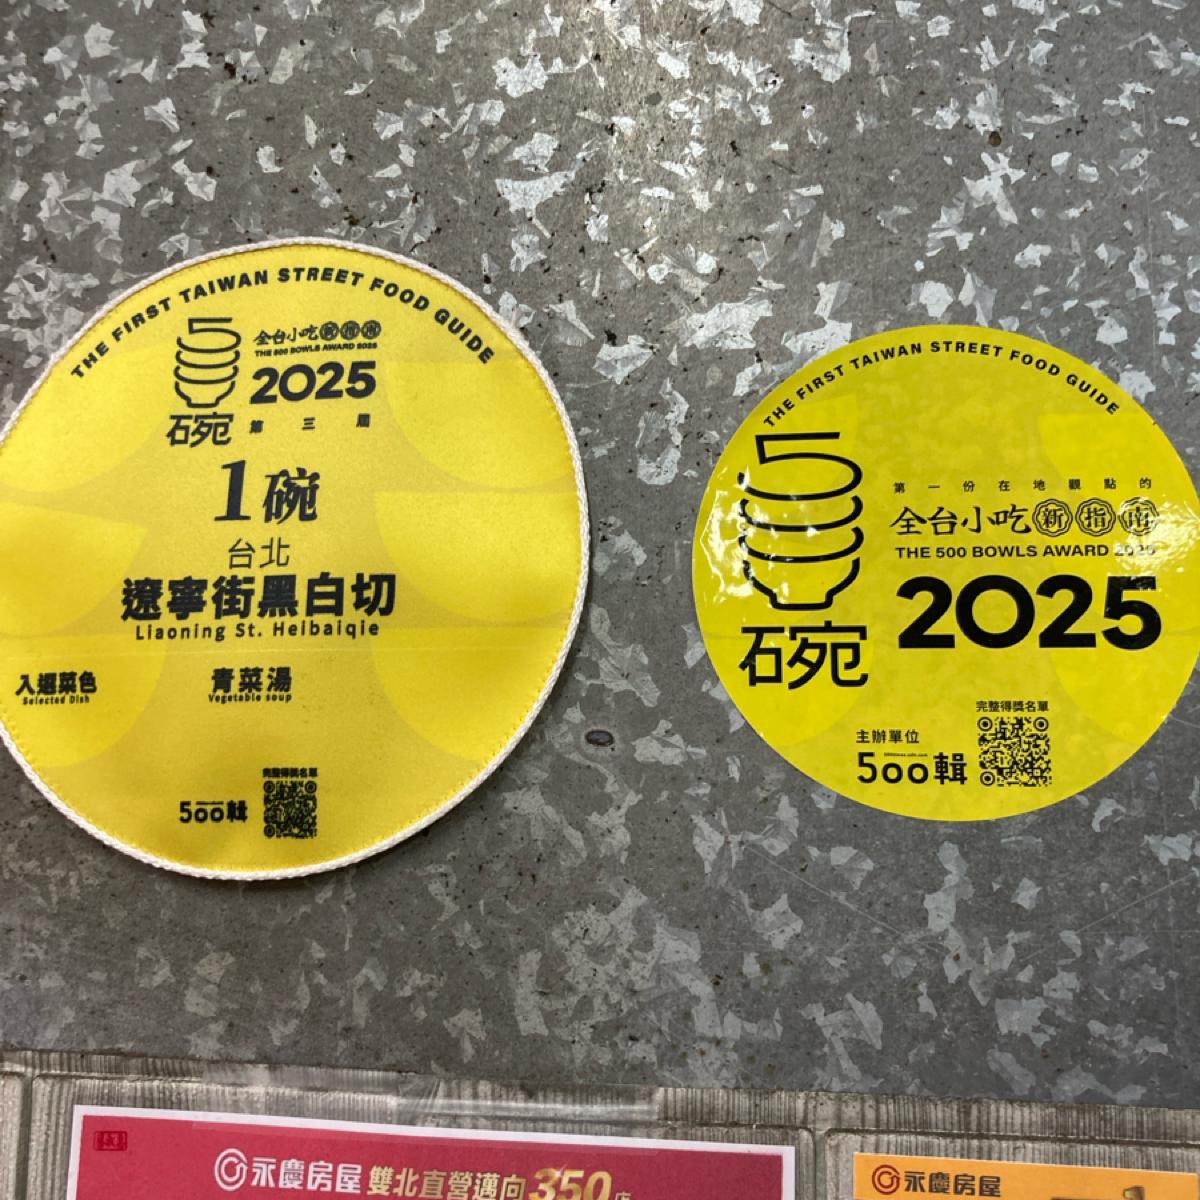 THE FIRST TAIWAN STREET FOOD GUIDE
500
碗
全台小吃新指南
THE 500 BOWLS AWARD 2025
2025
第三屆
1碗
台北
遼寧街黑白切
Liaoning St. Heibaiqie
入選菜色
Selected Dish
青菜湯
Vegetable soup
完整得獎名單
500輯
THE FIRST TAIWAN STREET FOOD GUIDE
500
碗
第一份在地觀點的
全台小吃新指南
THE 500 BOWLS AWARD 2025
2025
完整得獎名單
主辦單位
500輯
永慶房屋 雙北直營邁向350店
永慶房屋